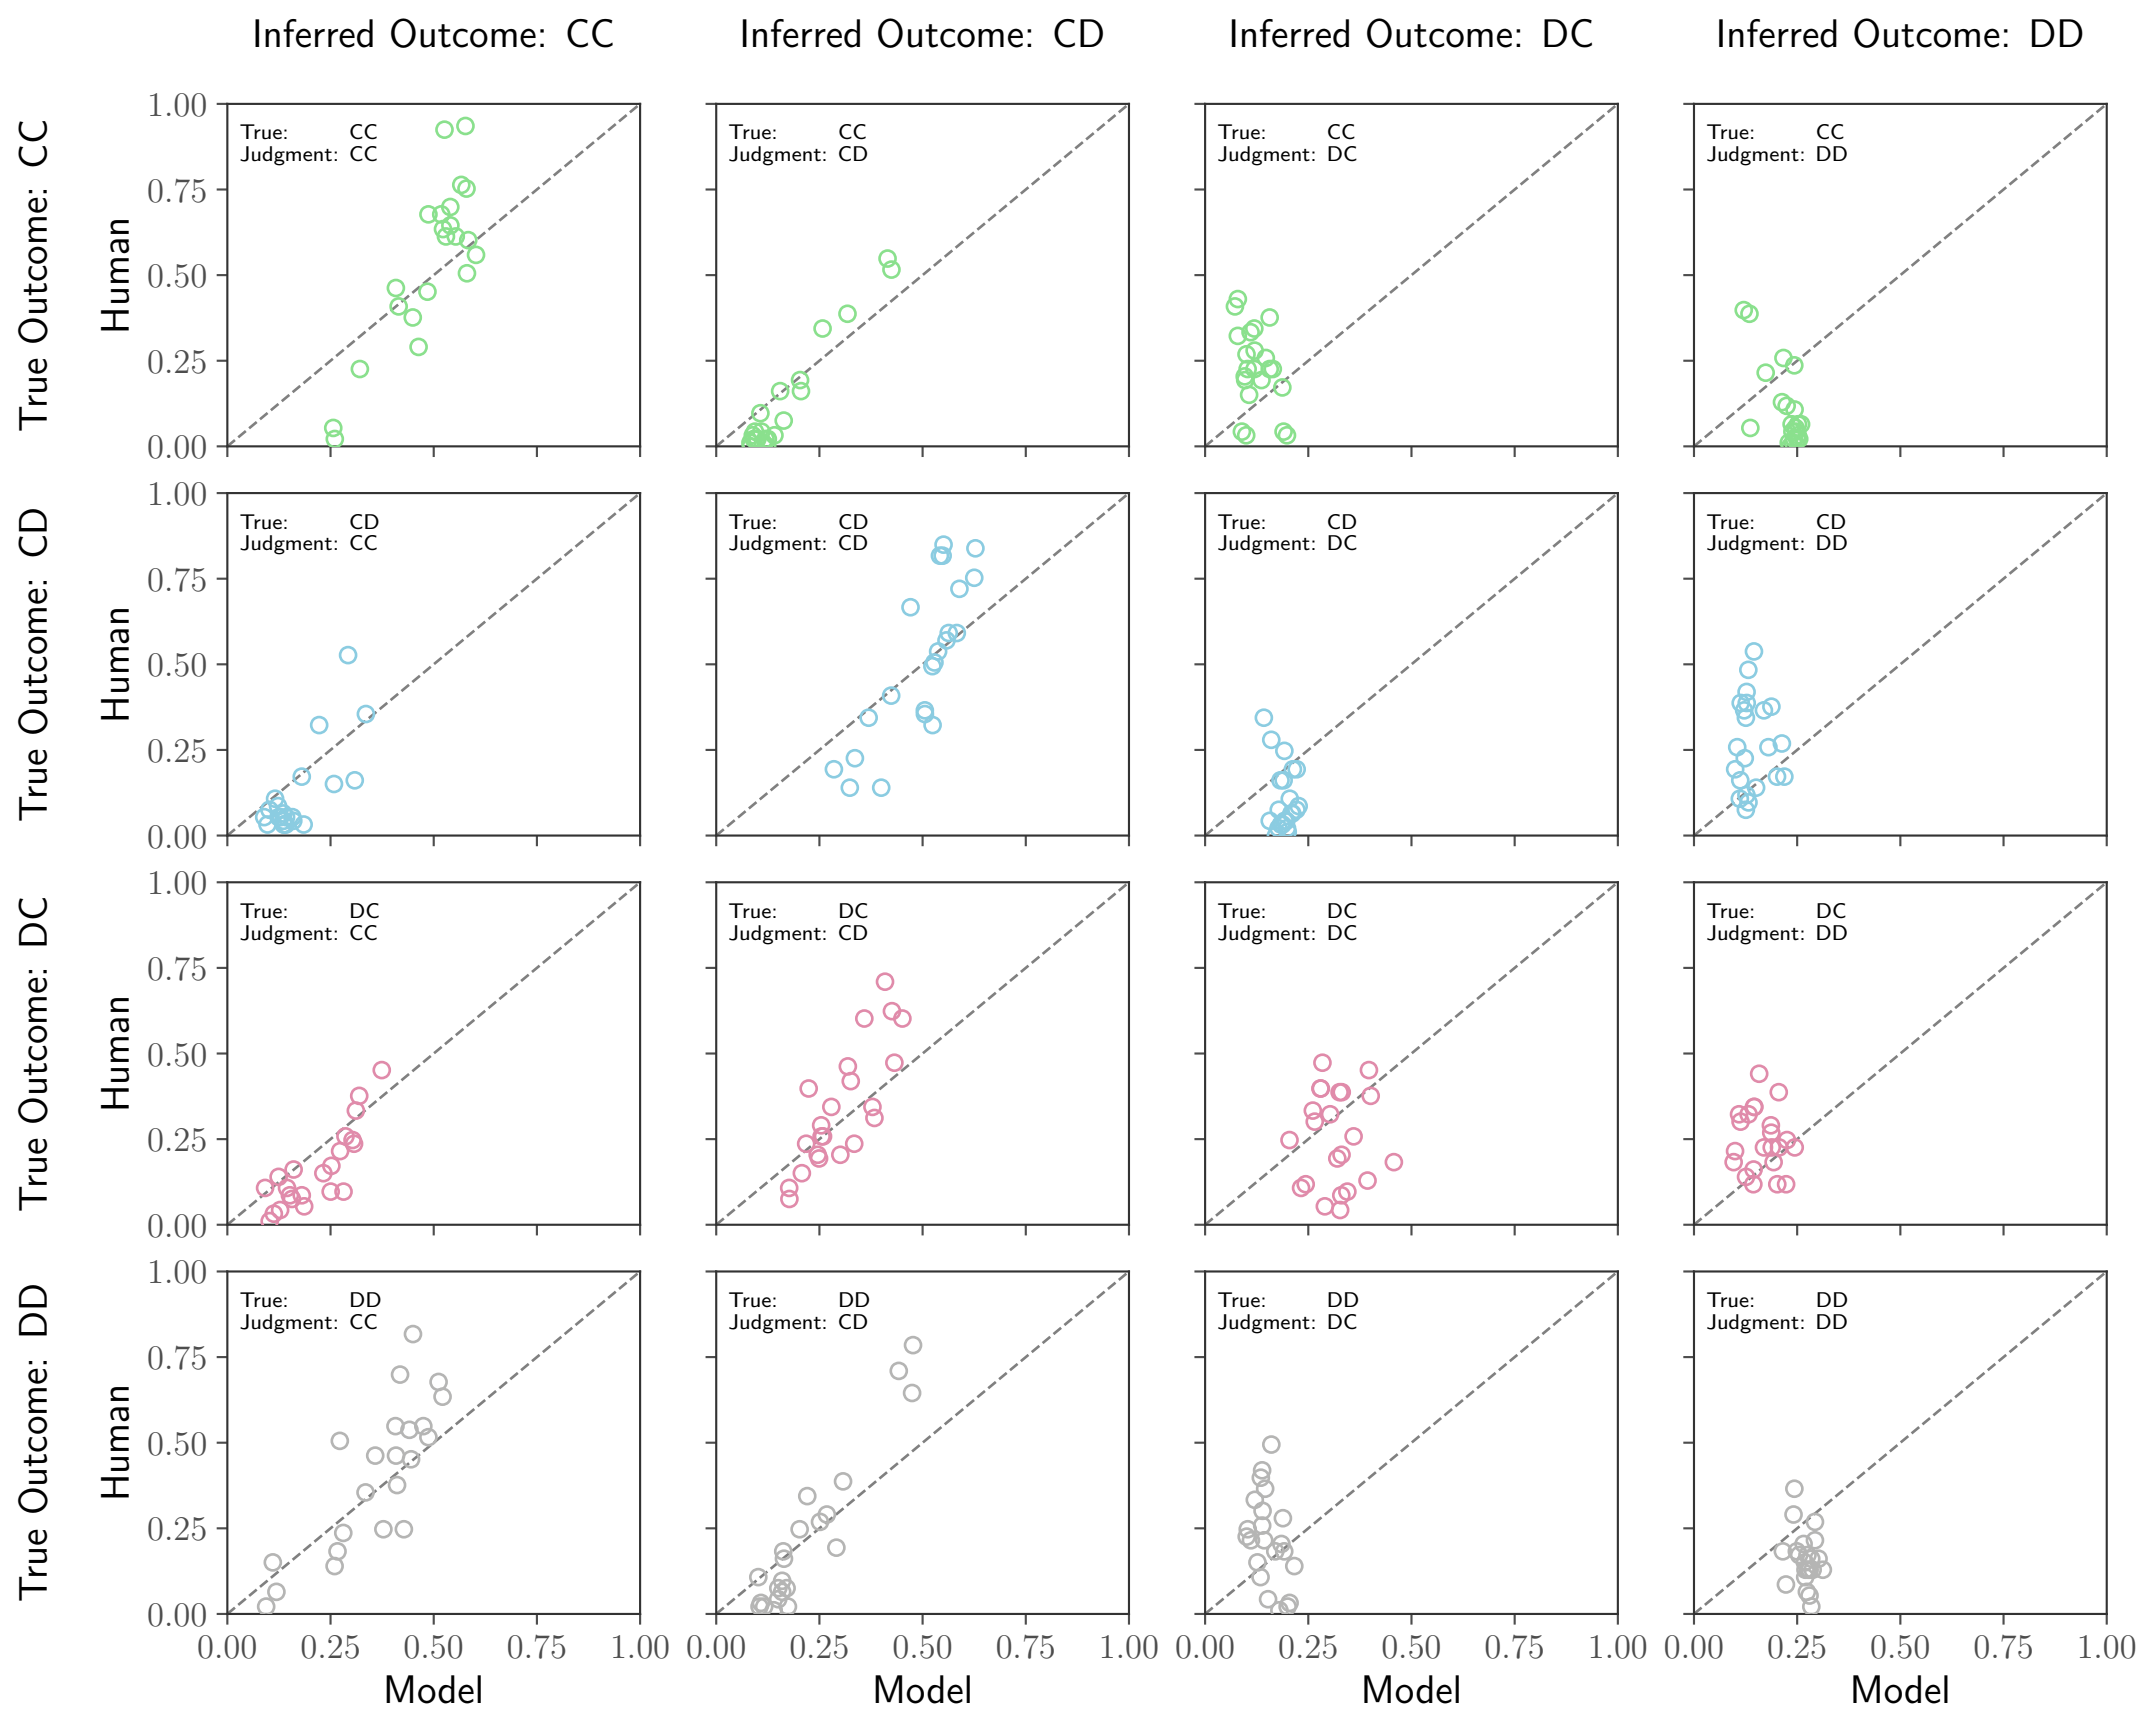 Inferred Outcome: CC
Inferred Outcome: CD
Inferred Outcome: DC
Inferred Outcome: DD
True Outcome: CC
Human
1.00
0.75
0.50
0.25
0.00
True: CC
Judgment: CC
True: CC
Judgment: CD
True: CC
Judgment: DC
True: CC
Judgment: DD
True Outcome: CD
Human
1.00
0.75
0.50
0.25
0.00
True: CD
Judgment: CC
True: CD
Judgment: CD
True: CD
Judgment: DC
True: CD
Judgment: DD
True Outcome: DC
Human
1.00
0.75
0.50
0.25
0.00
True: DC
Judgment: CC
True: DC
Judgment: CD
True: DC
Judgment: DC
True: DC
Judgment: DD
True Outcome: DD
Human
1.00
0.75
0.50
0.25
0.00
True: DD
Judgment: CC
True: DD
Judgment: CD
True: DD
Judgment: DC
True: DD
Judgment: DD
0.00 0.25 0.50 0.75 1.00
0.00 0.25 0.50 0.75 1.00
0.00 0.25 0.50 0.75 1.00
0.00 0.25 0.50 0.75 1.00
Model
Model
Model
Model